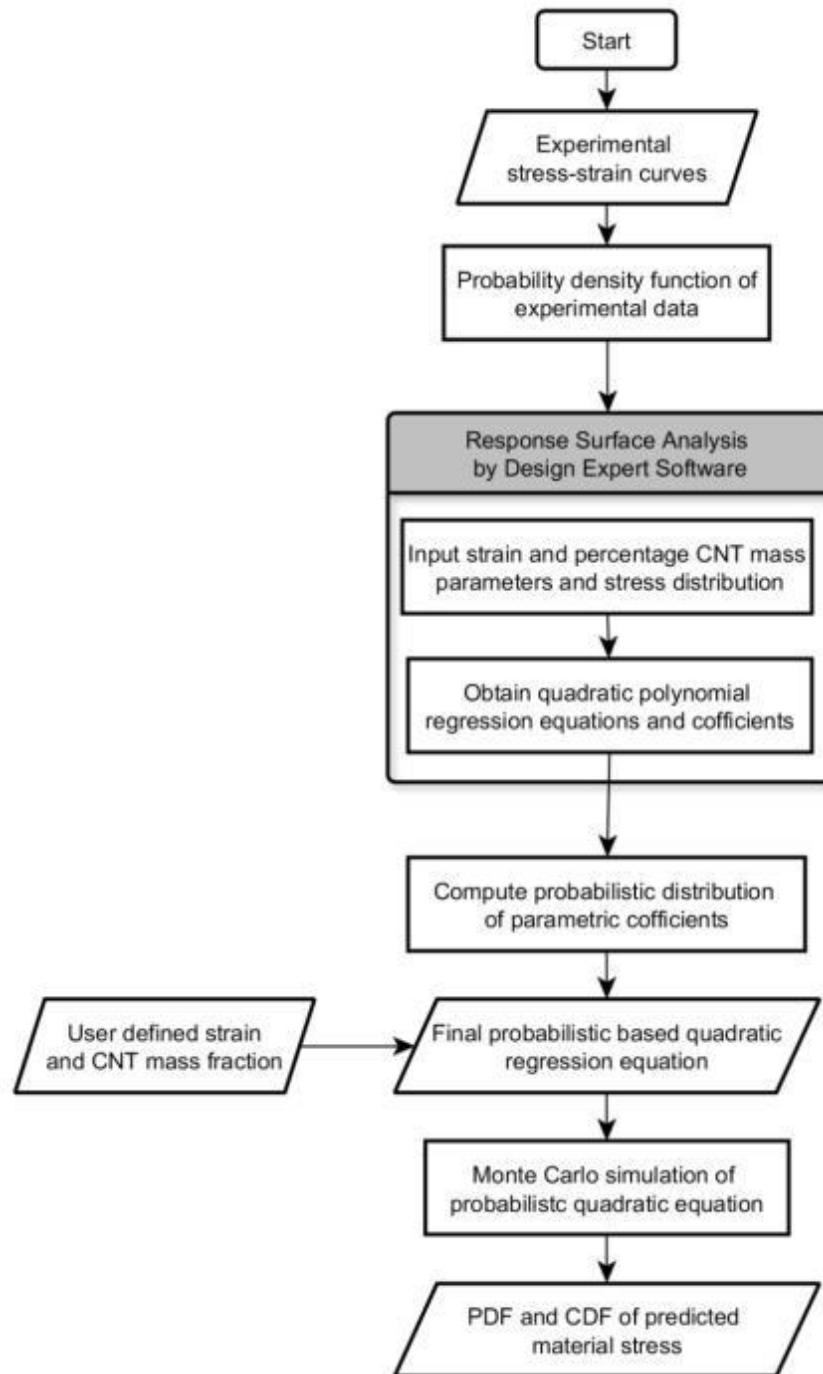 Start
Experimental
stress-strain curves
Probability density function of
experimental data
Response Surface Analysis
by Design Expert Software
Input strain and percentage CNT mass
parameters and stress distribution
Obtain quadratic polynomial
regression equations and cofficients
Compute probabilistic distribution
of parametric cofficients
User defined strain
and CNT mass fraction
Final probabilistic based quadratic
regression equation
Monte Carlo simulation of
probabilistc quadratic equation
PDF and CDF of predicted
material stress